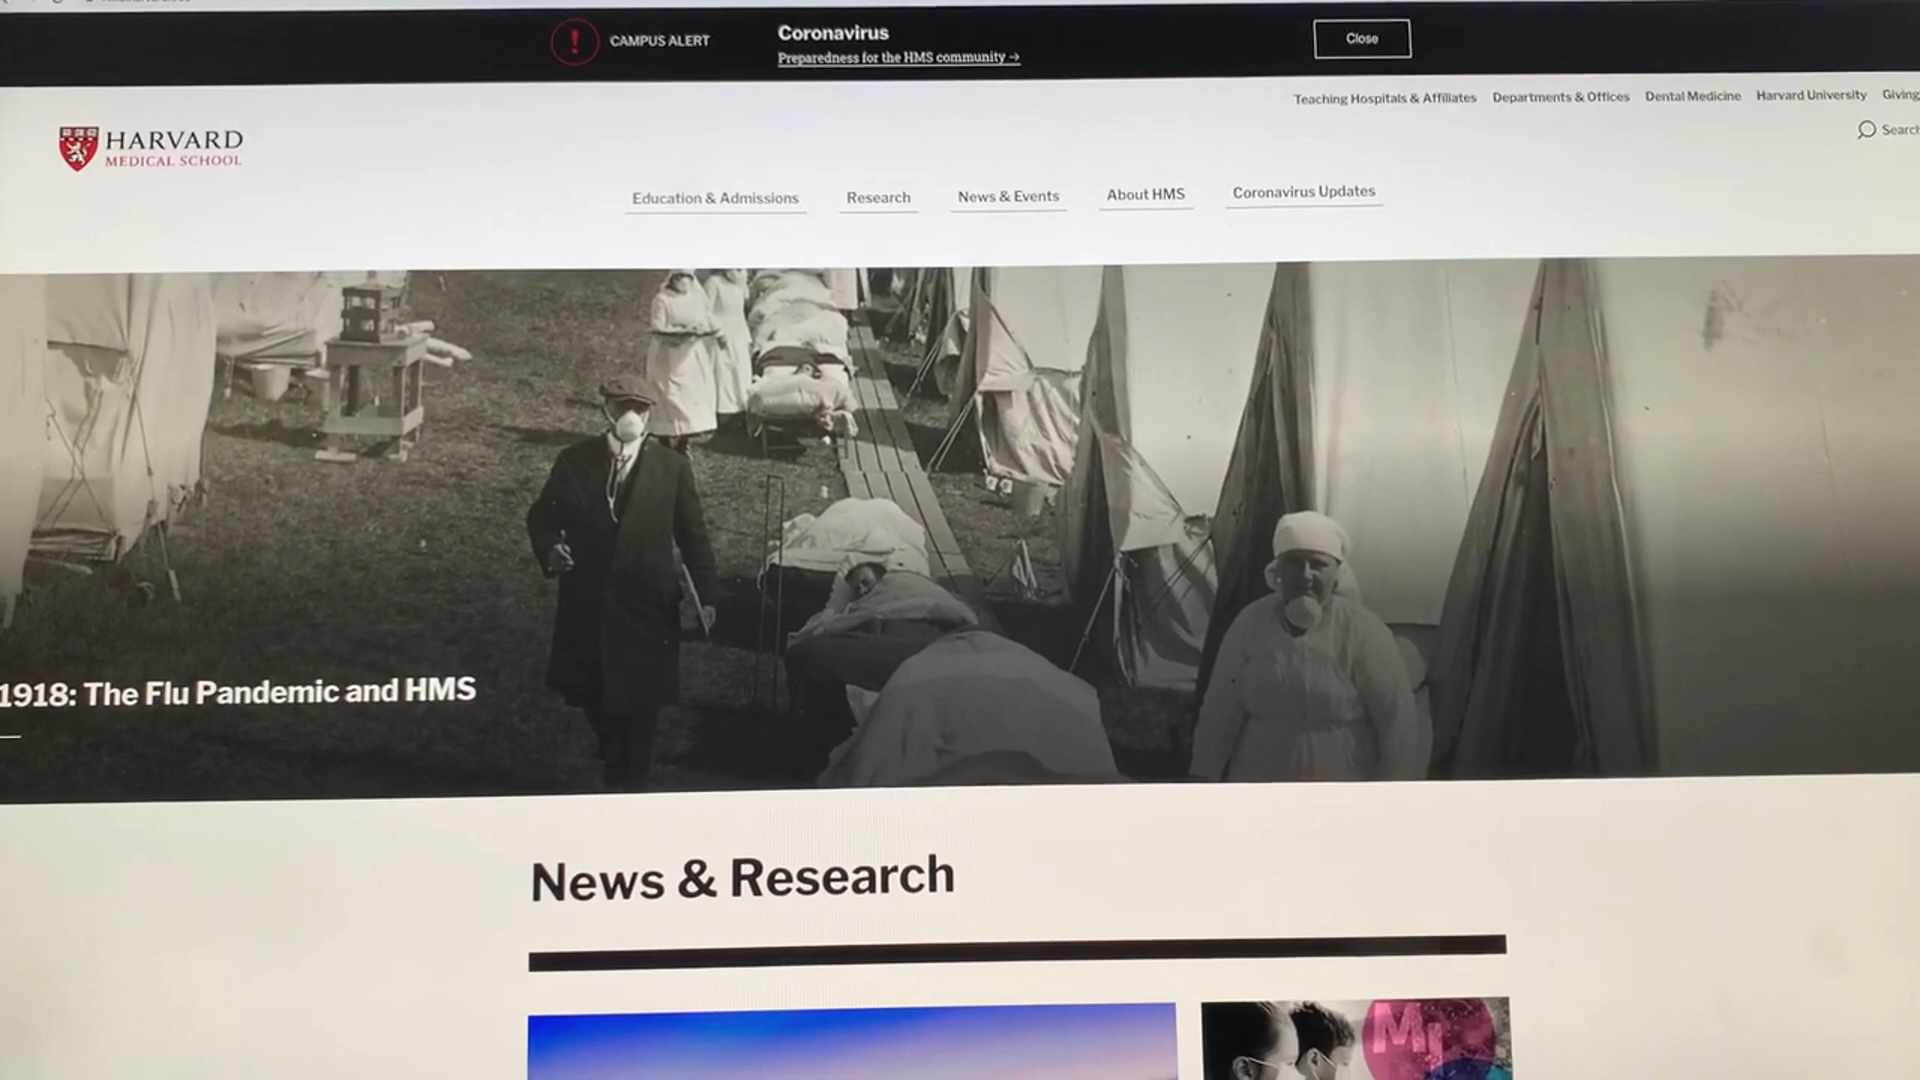 CAMPUS ALERT
Coronavirus
Preparedness for the HMS community →
Close
Teaching Hospitals & Affiliates Departments & Offices Dental Medicine Harvard University Giving
Search
HARVARD
MEDICAL SCHOOL
Education & Admissions Research News & Events About HMS Coronavirus Updates
1918: The Flu Pandemic and HMS
News & Research